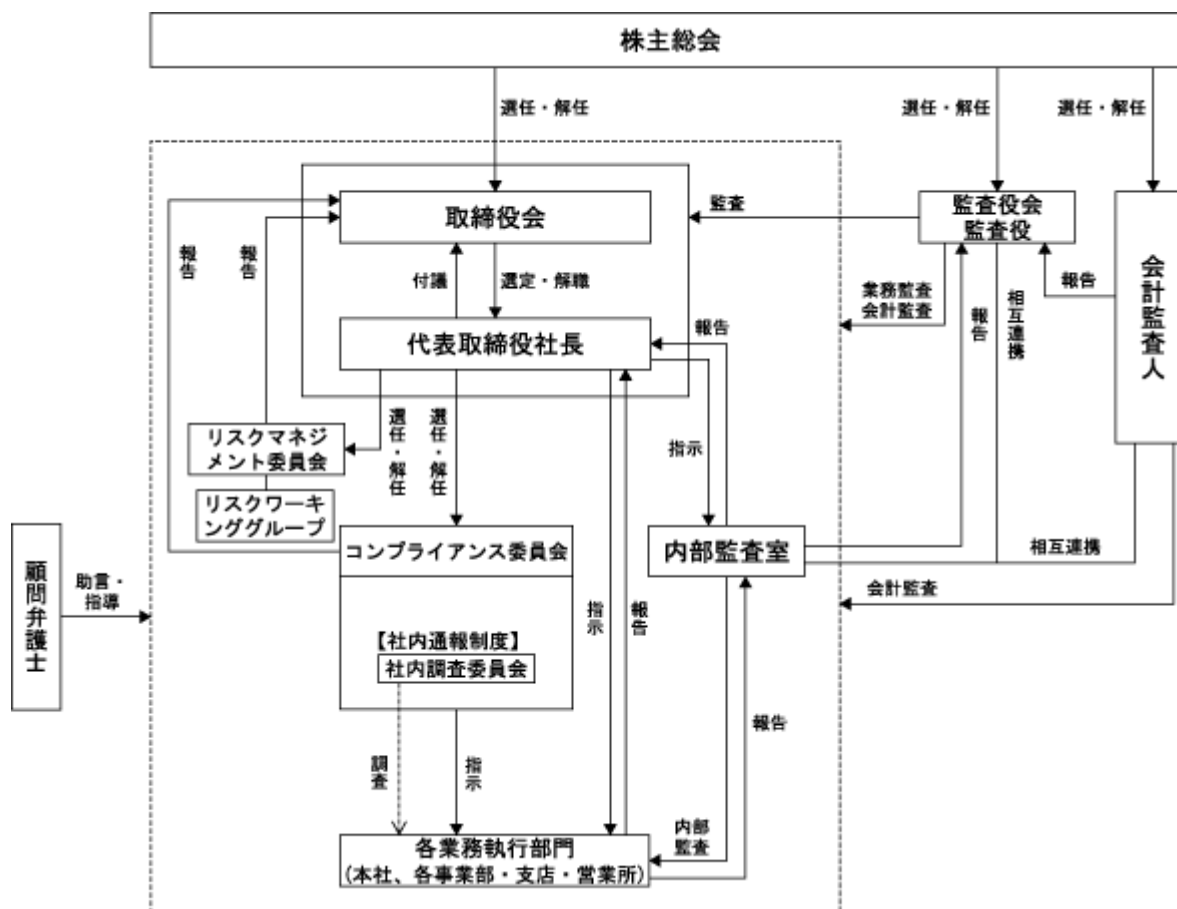 株主総会
選任・解任
選任・解任
選任・解任
取締役会
監査
監査役会
監査役
会計監査人
報告
報告
付議
選定・解職
業務監査
会計監査
報告
相互連携
報告
代表取締役社長
報告
選任・解任
選任・解任
指示
リスクマネジ
メント委員会
リスクワーキ
ンググループ
コンプライアンス委員会
内部監査室
相互連携
顧問弁護士
助言・
指導
会計監査
指示
報告
【社内通報制度】
社内調査委員会
報告
調査
指示
内部
監査
各業務執行部門
(本社、各事業部・支店・営業所)